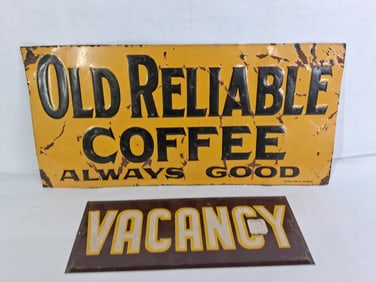 OLD RELIABLE
COFFEE
ALWAYS GOOD
VACANCY